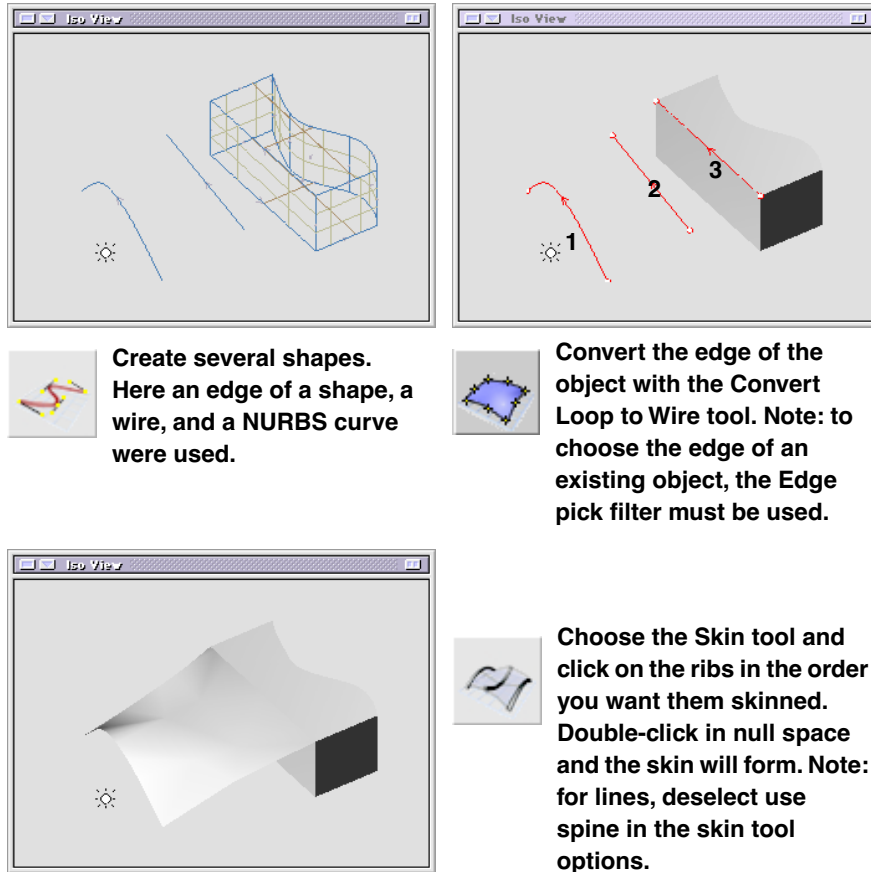 Iso View
Iso View
1
2
3
Create several shapes.
Here an edge of a shape, a
wire, and a NURBS curve
were used.
Convert the edge of the
object with the Convert
Loop to Wire tool. Note: to
choose the edge of an
existing object, the Edge
pick filter must be used.
Iso View
Choose the Skin tool and
click on the ribs in the order
you want them skinned.
Double-click in null space
and the skin will form. Note:
for lines, deselect use
spine in the skin tool
options.